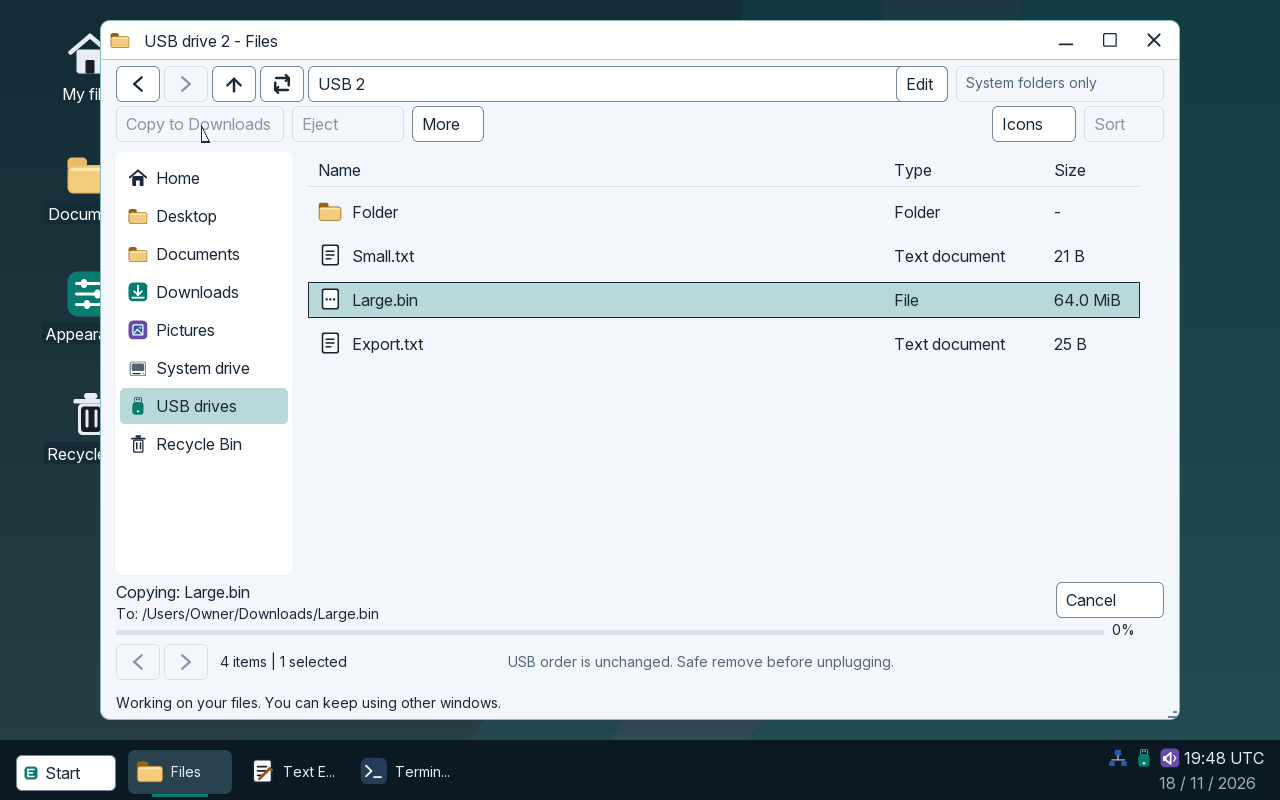 USB drive 2 - Files
USB 2
Edit
System folders only
Copy to Downloads
Eject
More
Icons
Sort
Home
Desktop
Documents
Downloads
Pictures
System drive
USB drives
Recycle Bin
Name Type Size
Folder Folder -
Small.txt Text document 21 B
Large.bin File 64.0 MiB
Export.txt Text document 25 B
Copying: Large.bin
To: /Users/Owner/Downloads/Large.bin
Cancel
0%
4 items | 1 selected
USB order is unchanged. Safe remove before unplugging.
Working on your files. You can keep using other windows.
My fil
Docum
Appeara
Recycle
Start
Files
Text E...
Termin...
19:48 UTC
18 / 11 / 2026